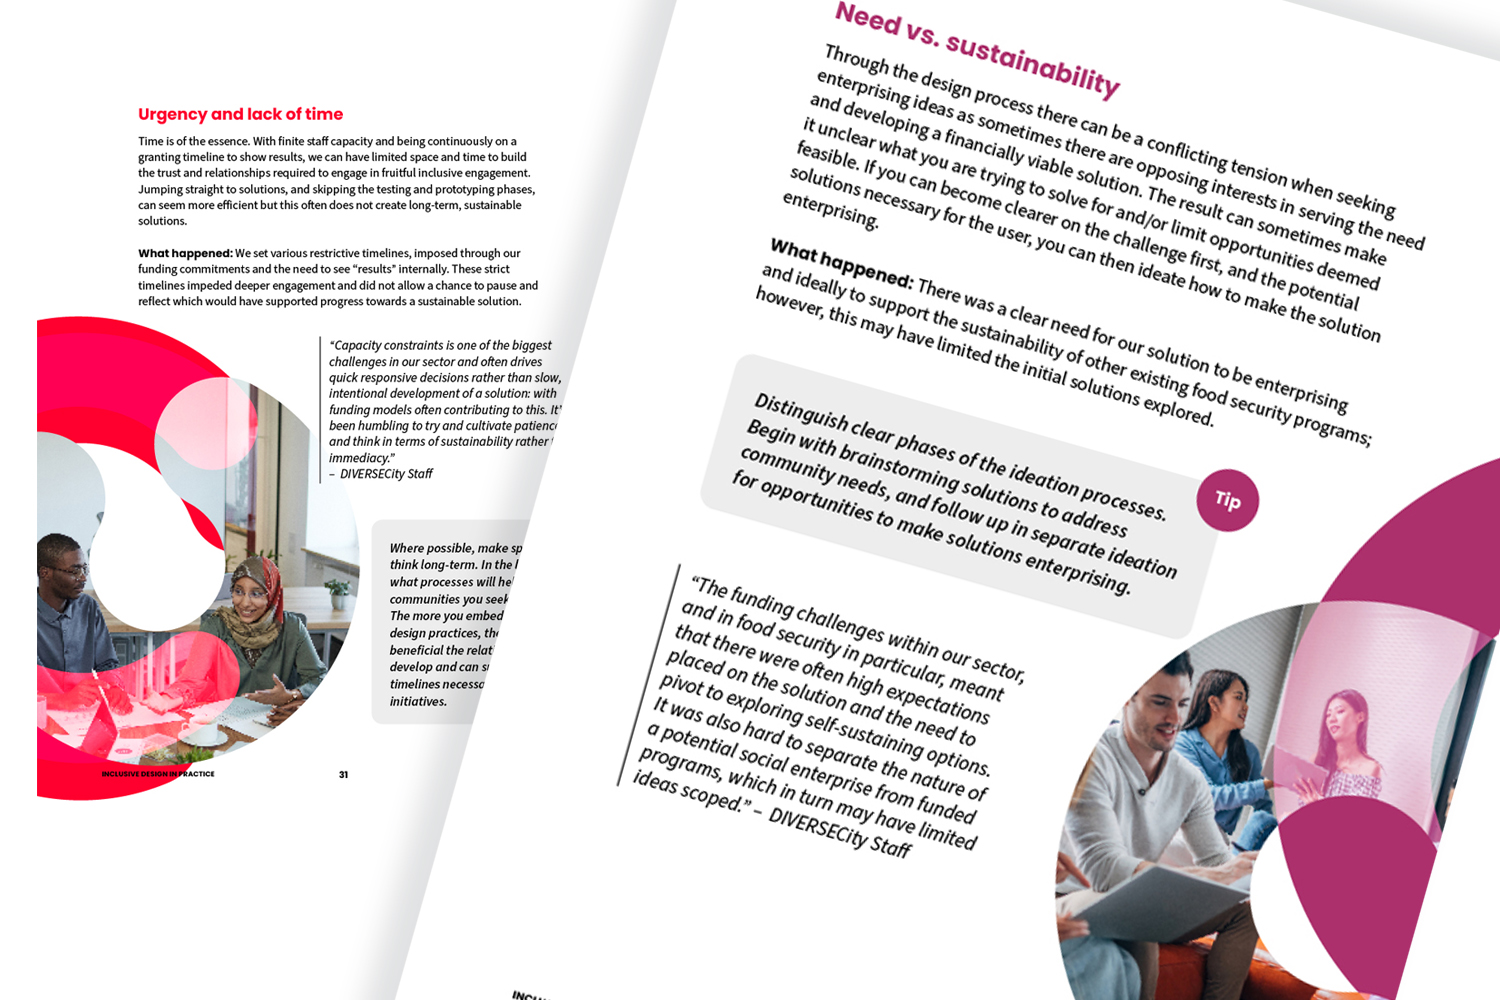 Urgency and lack of time
Time is of the essence. With finite staff capacity and being continuously on a
granting timeline to show results, we can have limited space and time to build
the trust and relationships required to engage in fruitful inclusive engagement.
Jumping straight to solutions, and skipping the testing and prototyping phases,
can seem more efficient but this often does not create long-term, sustainable
solutions.
What happened: We set various restrictive timelines, imposed through our
funding commitments and the need to see “results” internally. These strict
timelines impeded deeper engagement and did not allow a chance to pause and
reflect which would have supported progress towards a sustainable solution.
“Capacity constraints is one of the biggest
challenges in our sector and often drives
quick responsive decisions rather than slow,
intentional development of a solution: with
funding models often contributing to this. It'
been humbling to try and cultivate patience
and think in terms of sustainability rather
immediacy.”
– DIVERSECity Staff
Where possible, make sp
think long-term. In the
what processes will hel
communities you seek
The more you embed
design practices, the
beneficial the relati
develop and can su
timelines necessa
initiatives.
INCLUSIVE DESIGN IN PRACTICE
31
Need vs. sustainability
Through the design process there can be a conflicting tension when seeking
enterprising ideas as sometimes there are opposing interests in serving the need
and developing a financially viable solution. The result can sometimes make
it unclear what you are trying to solve for and/or limit opportunities deemed
feasible. If you can become clearer on the challenge first, and the potential
solutions necessary for the user, you can then ideate how to make the solution
enterprising.
What happened: There was a clear need for our solution to be enterprising
and ideally to support the sustainability of other existing food security programs;
however, this may have limited the initial solutions explored.
Distinguish clear phases of the ideation processes.
Begin with brainstorming solutions to address
community needs, and follow up in separate ideation
for opportunities to make solutions enterprising.
Tip
“The funding challenges within our sector,
and in food security in particular, meant
that there were often high expectations
placed on the solution and the need to
pivot to exploring self-sustaining options.
It was also hard to separate the nature of
a potential social enterprise from funded
programs, which in turn may have limited
ideas scoped.” – DIVERSECity Staff